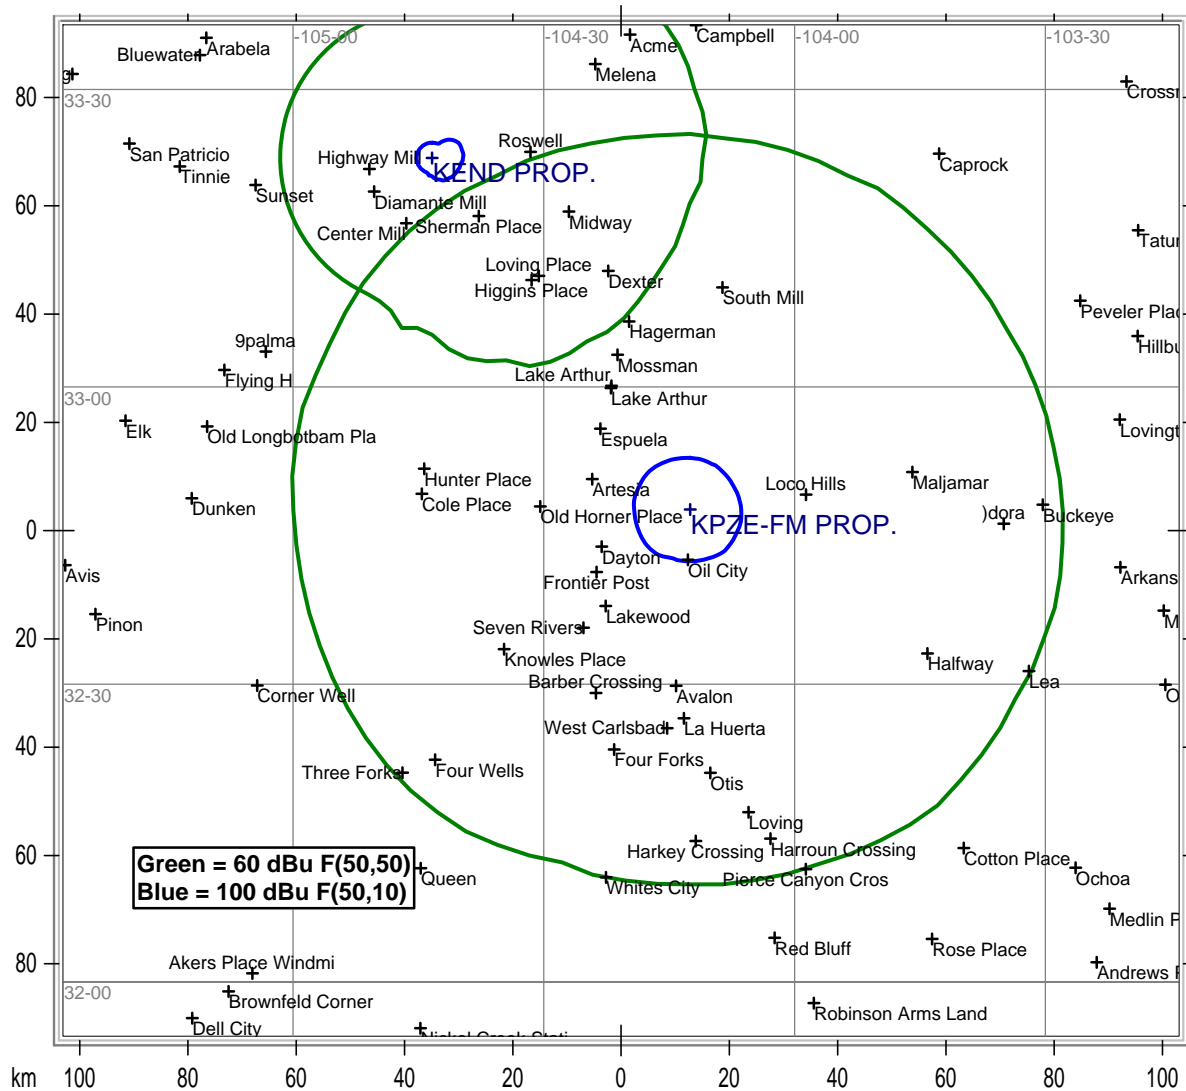 -105-00
-104-30
-104-00
-103-30
Arabela
Bluewater
Acme
Campbell
Melena
80
33-30
Crossr
San Patricio
Tinnie
Sunset
Highway Mill
Roswell
KEND PROP.
Caprock
Diamante Mill
Center Mill
Sherman Place
Midway
60
Tatur
Loving Place
Higgins Place
Dexter
South Mill
40
Peveler Plac
Hagerman
Hillbu
9palma
Mossman
Flying H
Lake Arthur
Lake Arthur
33-00
20
Elk
Old Longbotbam Pla
Espuela
Lovingt
Hunter Place
Cole Place
Artesia
Loco Hills
Maljamar
Dunken
Old Horner Place
KPZE-FM PROP.
)dora
Buckeye
0
Dayton
Oil City
Avis
Frontier Post
Arkans
Pinon
Lakewood
M
20
Seven Rivers
Knowles Place
Halfway
Barber Crossing
Avalon
Lea
32-30
Corner Well
O
West Carlsbad
La Huerta
40
Four Forks
Three Forks
Four Wells
Otis
Loving
Harkey Crossing
Harroun Crossing
Cotton Place
60
Green = 60 dBu F(50,50)
Blue = 100 dBu F(50,10)
Queen
Whites City
Pierce Canyon Cros
Ochoa
Medlin P
Red Bluff
Rose Place
80
Akers Place Windmi
Andrews P
32-00
Brownfeld Corner
Robinson Arms Land
Dell City
Nickel Creek Stati
km 100 80 60 40 20 0 20 40 60 80 100